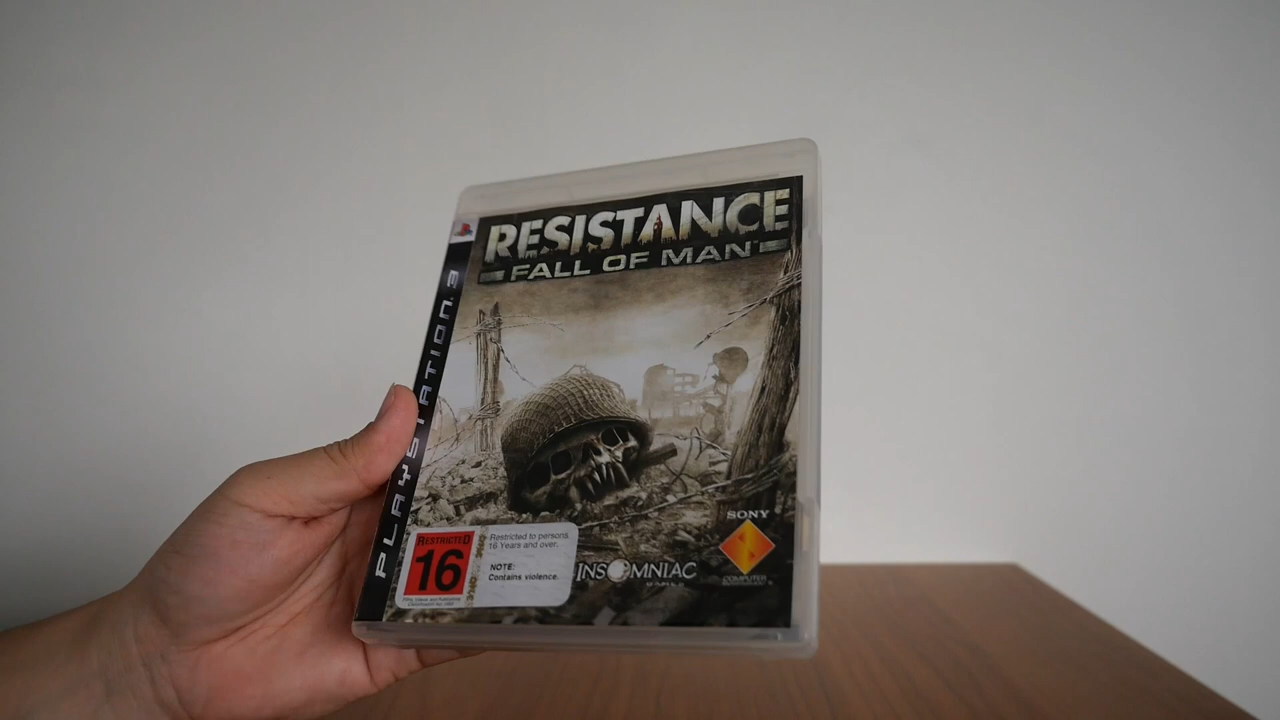 RESISTANCE
FALL OF MAN
PLAYSTATION 3
RESTRICTED
16
Restricted to persons
16 Years and over.
NOTE:
Contains violence.
INSOMNIAC
GAMES
SONY
COMPUTER